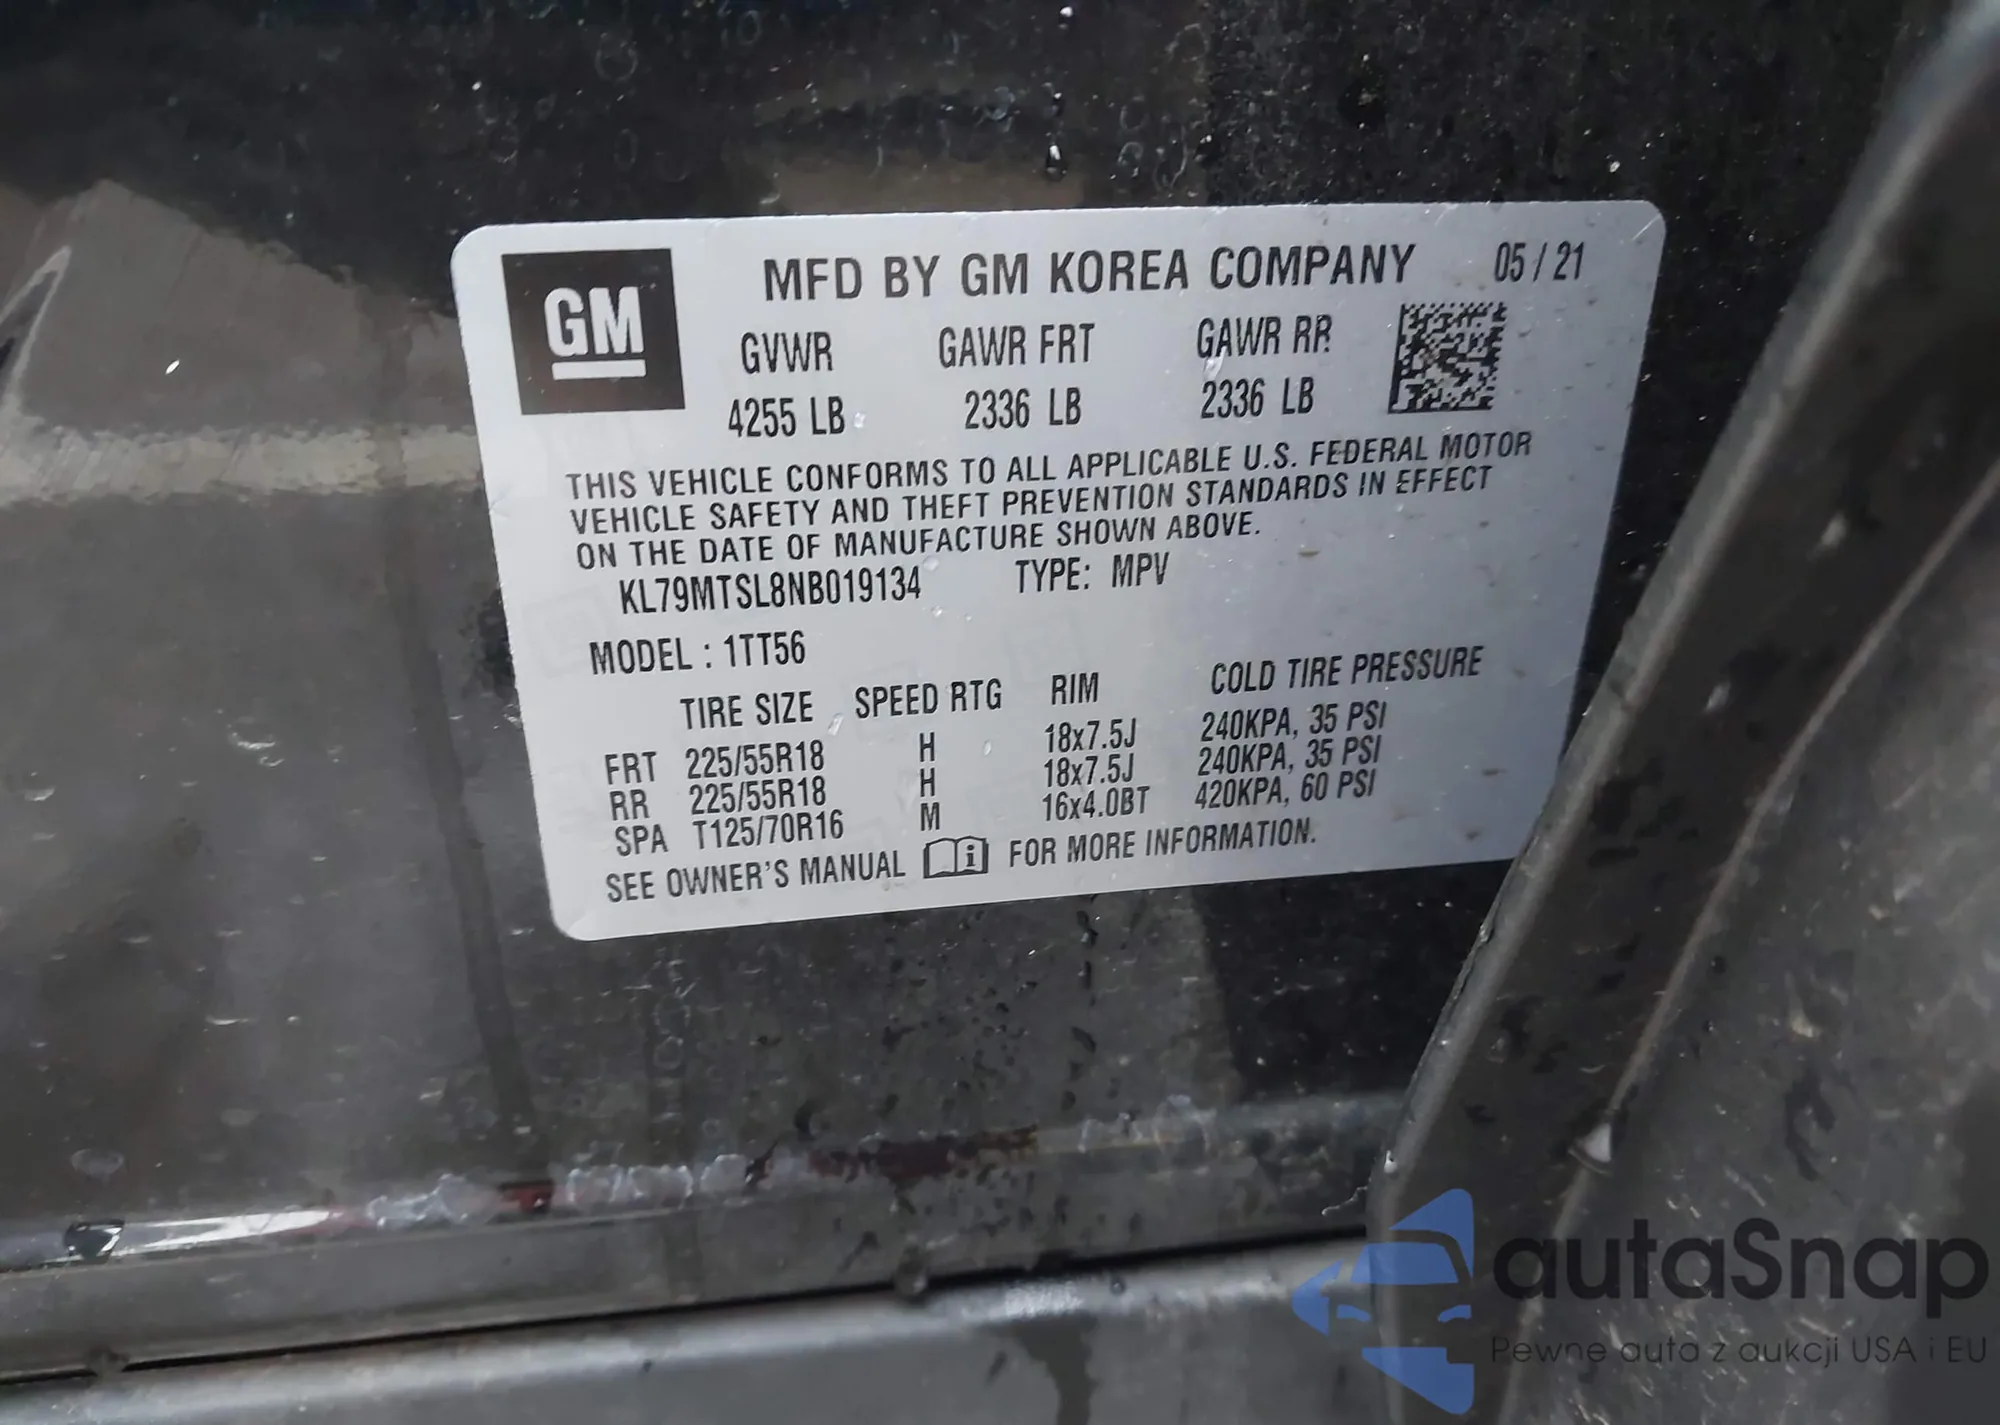 GM
MFD BY GM KOREA COMPANY 05 / 21
GVWR GAWR FRT GAWR RR
4255 LB 2336 LB 2336 LB
THIS VEHICLE CONFORMS TO ALL APPLICABLE U.S. FEDERAL MOTOR
VEHICLE SAFETY AND THEFT PREVENTION STANDARDS IN EFFECT
ON THE DATE OF MANUFACTURE SHOWN ABOVE.
KL79MTSL8NB019134 TYPE: MPV
MODEL : 1TT56
TIRE SIZE SPEED RTG RIM COLD TIRE PRESSURE
FRT 225/55R18 H 18x7.5J 240KPA, 35 PSI
RR 225/55R18 H 18x7.5J 240KPA, 35 PSI
SPA T125/70R16 M 16x4.0BT 420KPA, 60 PSI
SEE OWNER'S MANUAL i FOR MORE INFORMATION.
autaSnap
Pewne auta z aukcji USA i EU